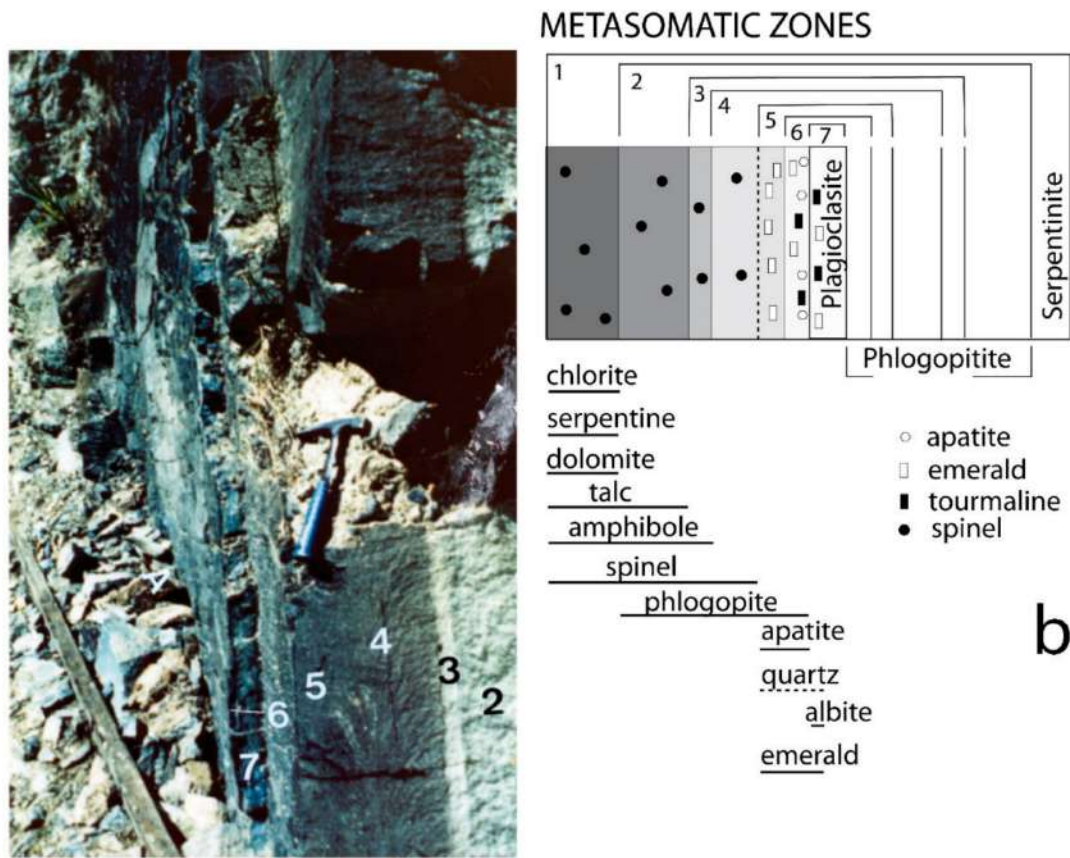 METASOMATIC ZONES
1
2
3
4
5
6
7
Plagioclasite
Serpentinite
Phlogopitite
chlorite
serpentine
dolomite
talc
amphibole
spinel
phlogopite
apatite
quartz
albite
emerald
apatite
emerald
tourmaline
spinel
b
4
3
5
2
6
7